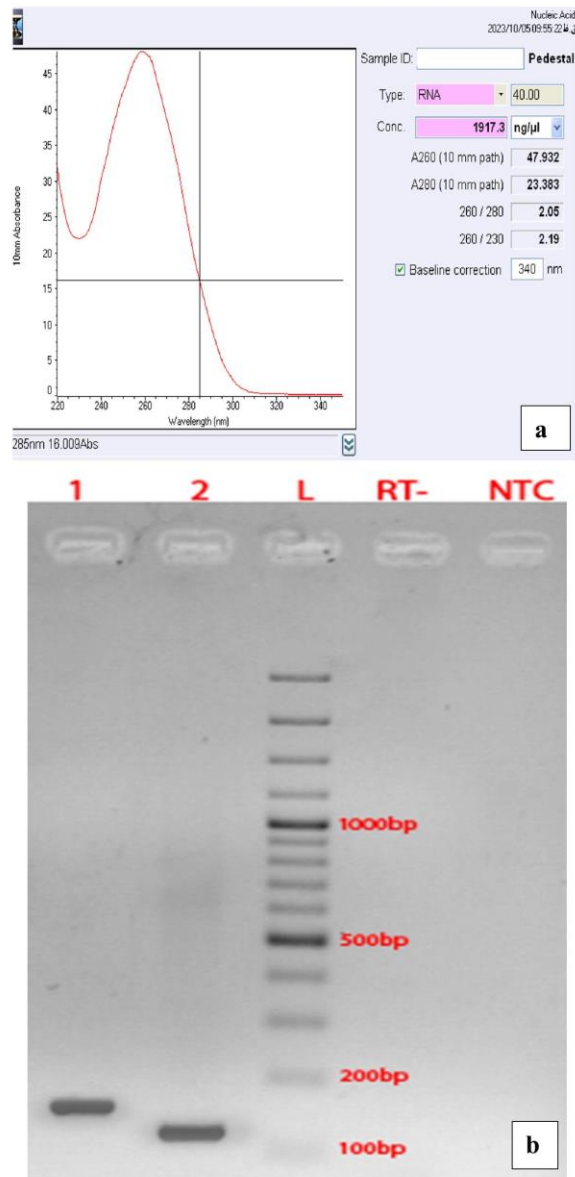 Nucleic Acid
2023/10/05 09:55:22 ق.ظ
Sample ID: Pedestal
Type: RNA 40.00
Conc. 1917.3 ng/µl
A260 (10 mm path) 47.932
A280 (10 mm path) 23.383
260 / 280 2.05
260 / 230 2.19
Baseline correction 340 nm
10mm Absorbance
45
40
35
30
25
20
15
10
5
0
220 240 260 280 300 320 340
Wavelength (nm)
285nm 16.009Abs
a
1 2 L RT- NTC
1000bp
500bp
200bp
100bp
b